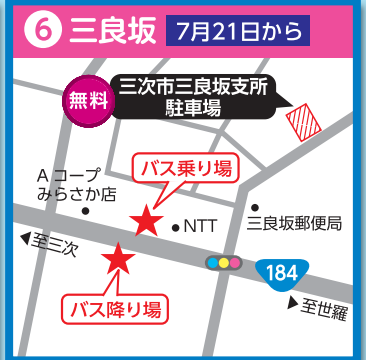 6 三良坂 7月21日から
無料
三次市三良坂支所
駐車場
バス乗り場
Aコープ
みらさか店
NTT
三良坂郵便局
◀至三次
184
バス降り場
▶至世羅